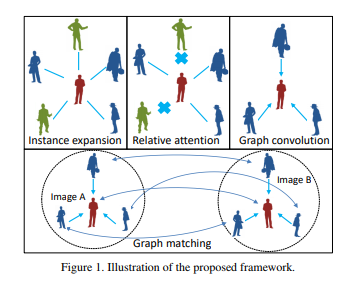 Instance expansion
Relative attention
Graph convolution
Image A
Image B
Graph matching
Figure 1. Illustration of the proposed framework.